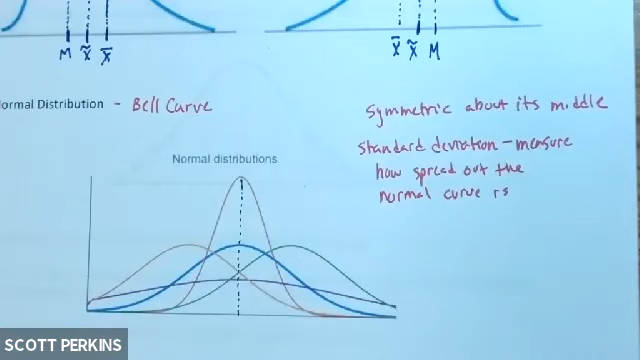 M x̃ x̄
x̄ x̃ M
ormal Distribution - Bell Curve
Symmetric about its middle
Standard deviation - measure
how spread out the
normal curve is
Normal distributions
SCOTT PERKINS